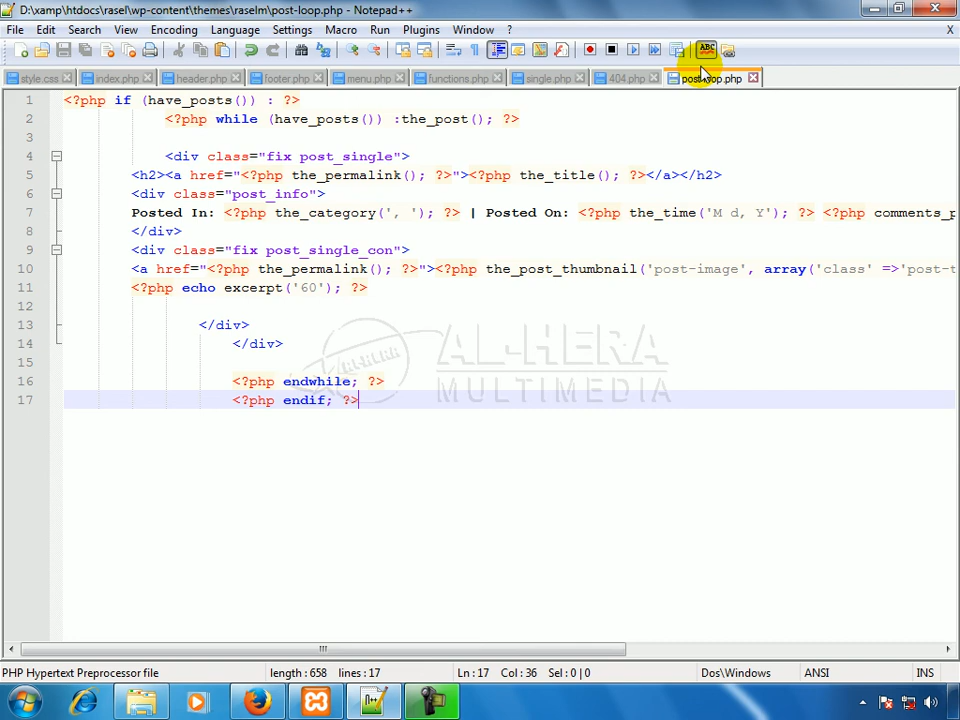 D:\xamp\htdocs\rasel\wp-content\themes\raselm\post-loop.php - Notepad++
File Edit Search View Encoding Language Settings Macro Run Plugins Window ? X
style.css index.php header.php footer.php menu.php functions.php single.php 404.php post-loop.php
1 <?php if (have_posts()) : ?>
2 <?php while (have_posts()) :the_post(); ?>
3
4 <div class="fix post_single">
5 <h2><a href="<?php the_permalink(); ?>"><?php the_title(); ?></a></h2>
6 <div class="post_info">
7 Posted In: <?php the_category(', '); ?> | Posted On: <?php the_time('M d, Y'); ?> <?php comments_p
8 </div>
9 <div class="fix post_single_con">
10 <a href="<?php the_permalink(); ?>"><?php the_post_thumbnail('post-image', array('class' =>'post-t
11 <?php echo excerpt('60'); ?>
12
13 </div>
14 </div>
15
16 <?php endwhile; ?>
17 <?php endif; ?>
AL-HERA
MULTIMEDIA
PHP Hypertext Preprocessor file length : 658 lines : 17 Ln : 17 Col : 36 Sel : 0 | 0 Dos\Windows ANSI INS